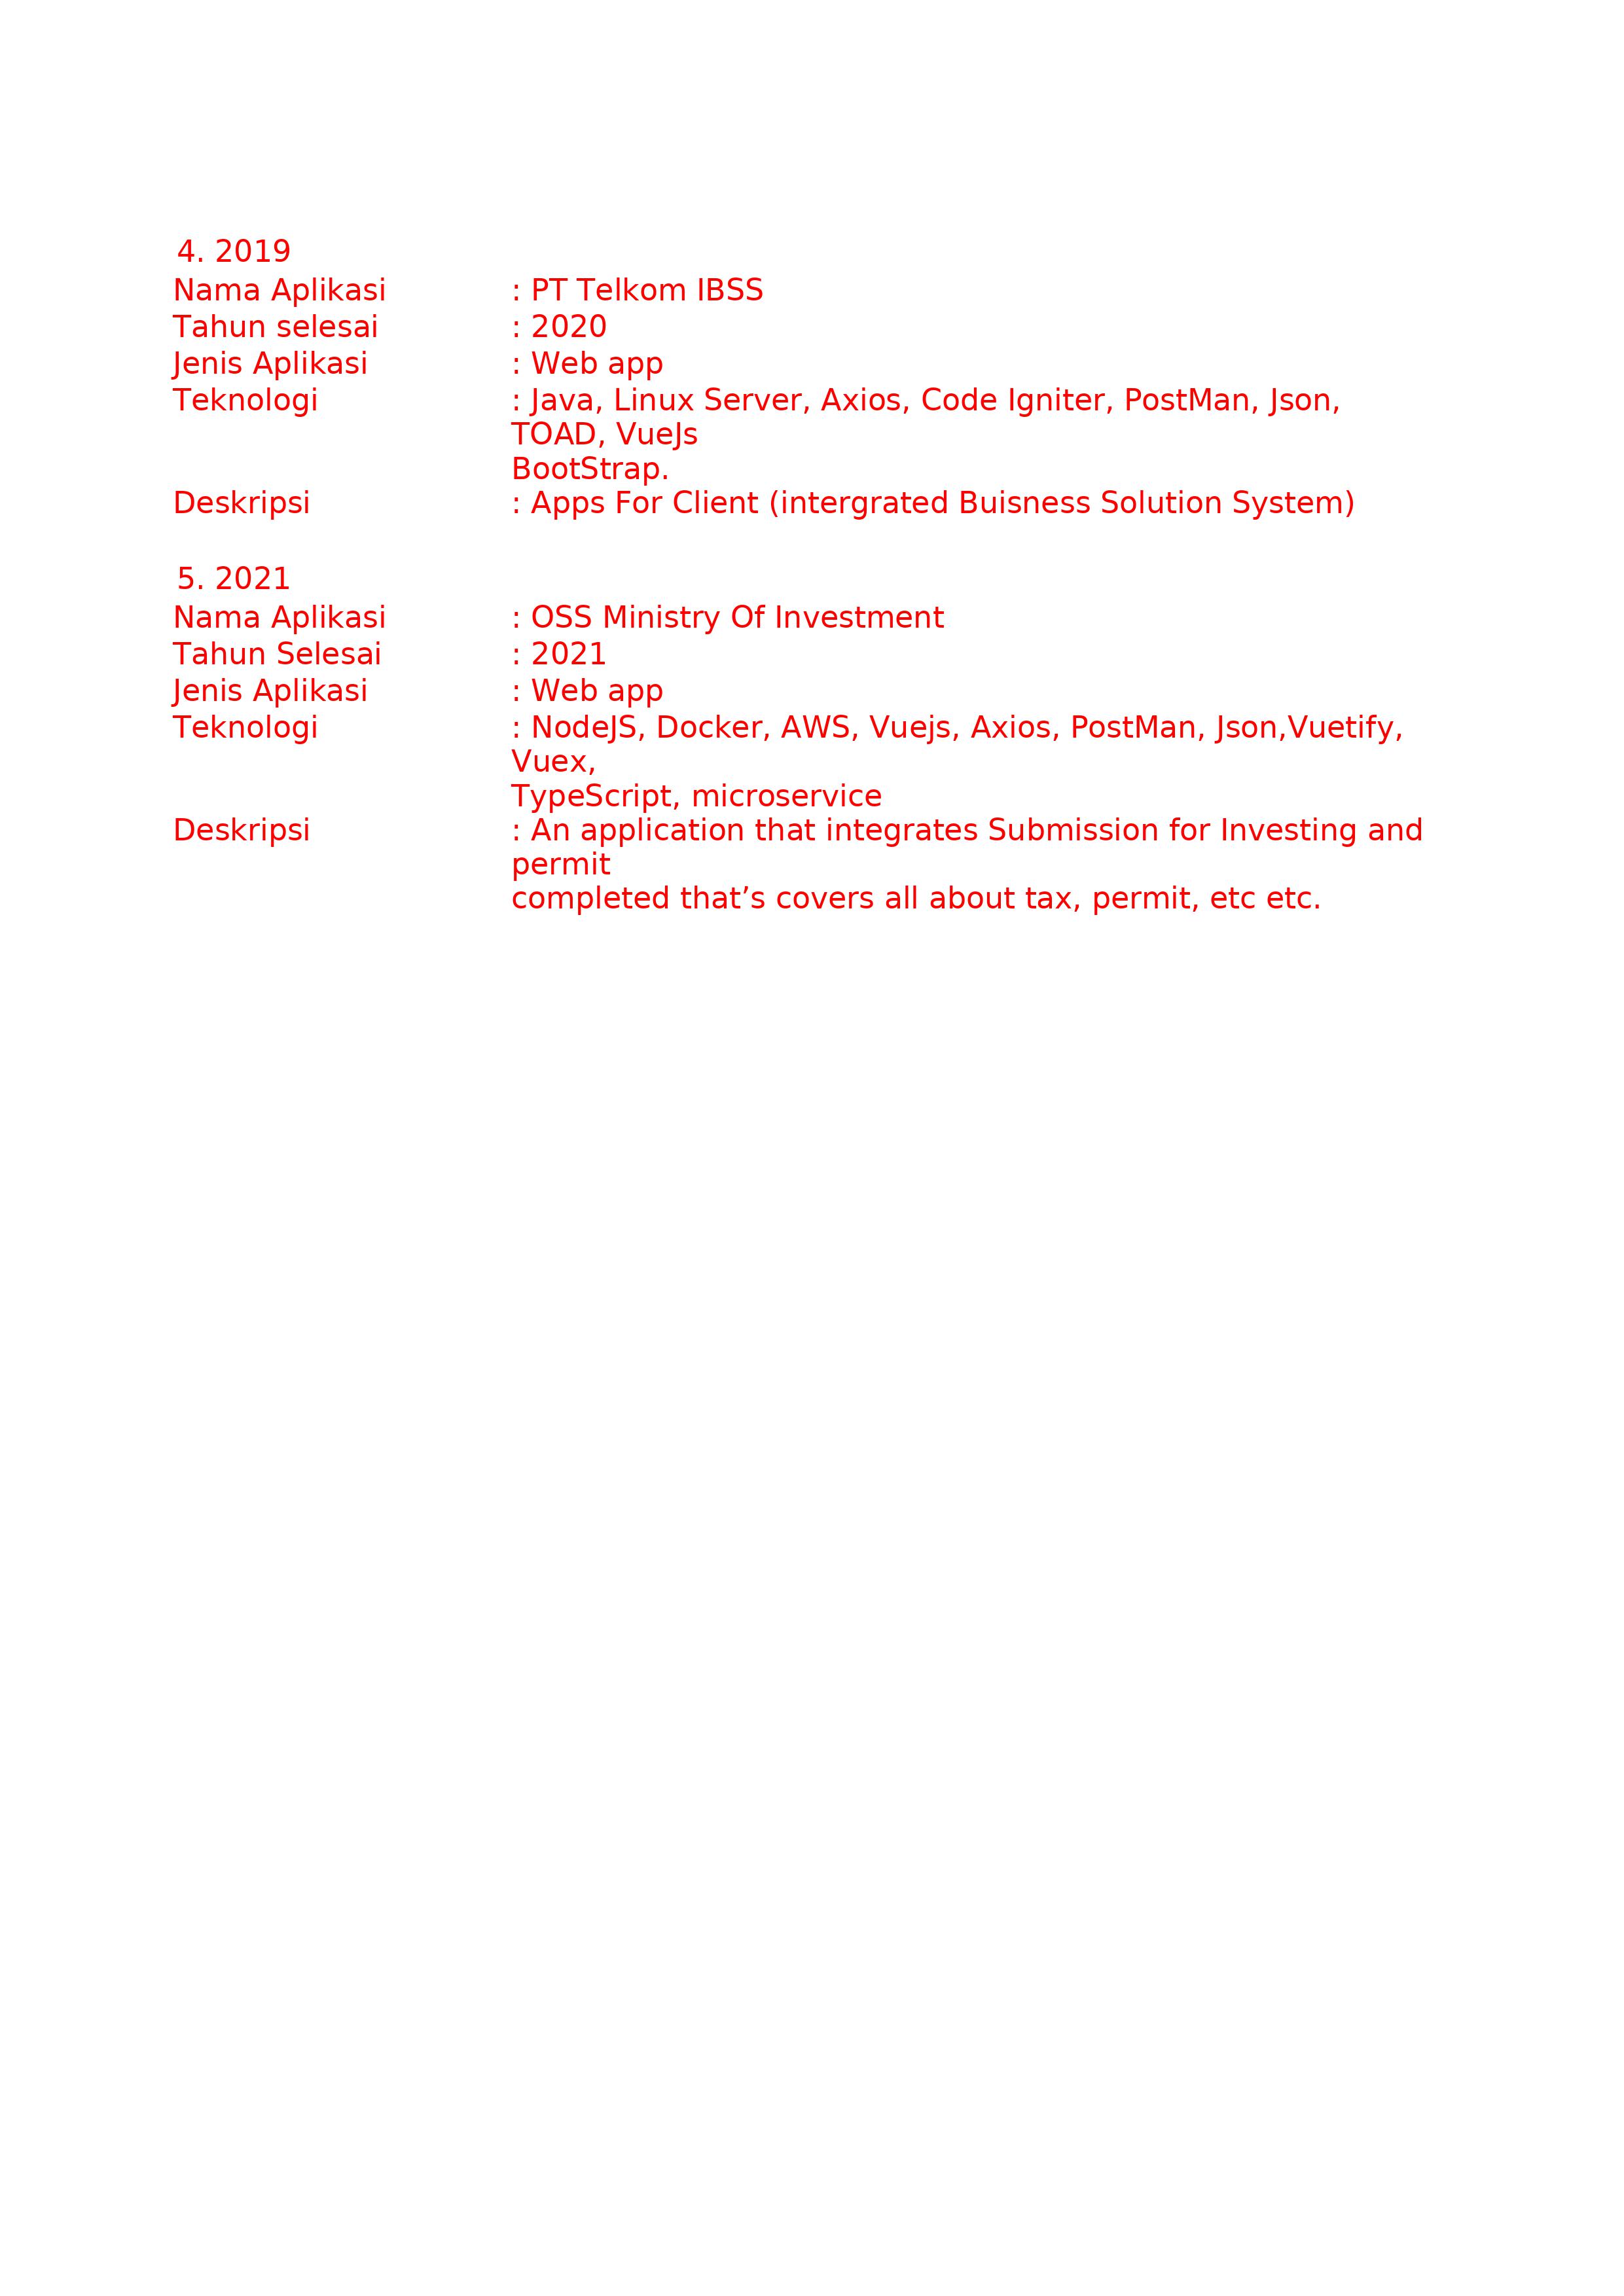 4. 2019
Nama Aplikasi : PT Telkom IBSS
Tahun selesai : 2020
Jenis Aplikasi : Web app
Teknologi : Java, Linux Server, Axios, Code Igniter, PostMan, Json,
TOAD, VueJs
BootStrap.
Deskripsi : Apps For Client (intergrated Buisness Solution System)
5. 2021
Nama Aplikasi : OSS Ministry Of Investment
Tahun Selesai : 2021
Jenis Aplikasi : Web app
Teknologi : NodeJS, Docker, AWS, Vuejs, Axios, PostMan, Json,Vuetify,
Vuex,
TypeScript, microservice
Deskripsi : An application that integrates Submission for Investing and
permit
completed that’s covers all about tax, permit, etc etc.